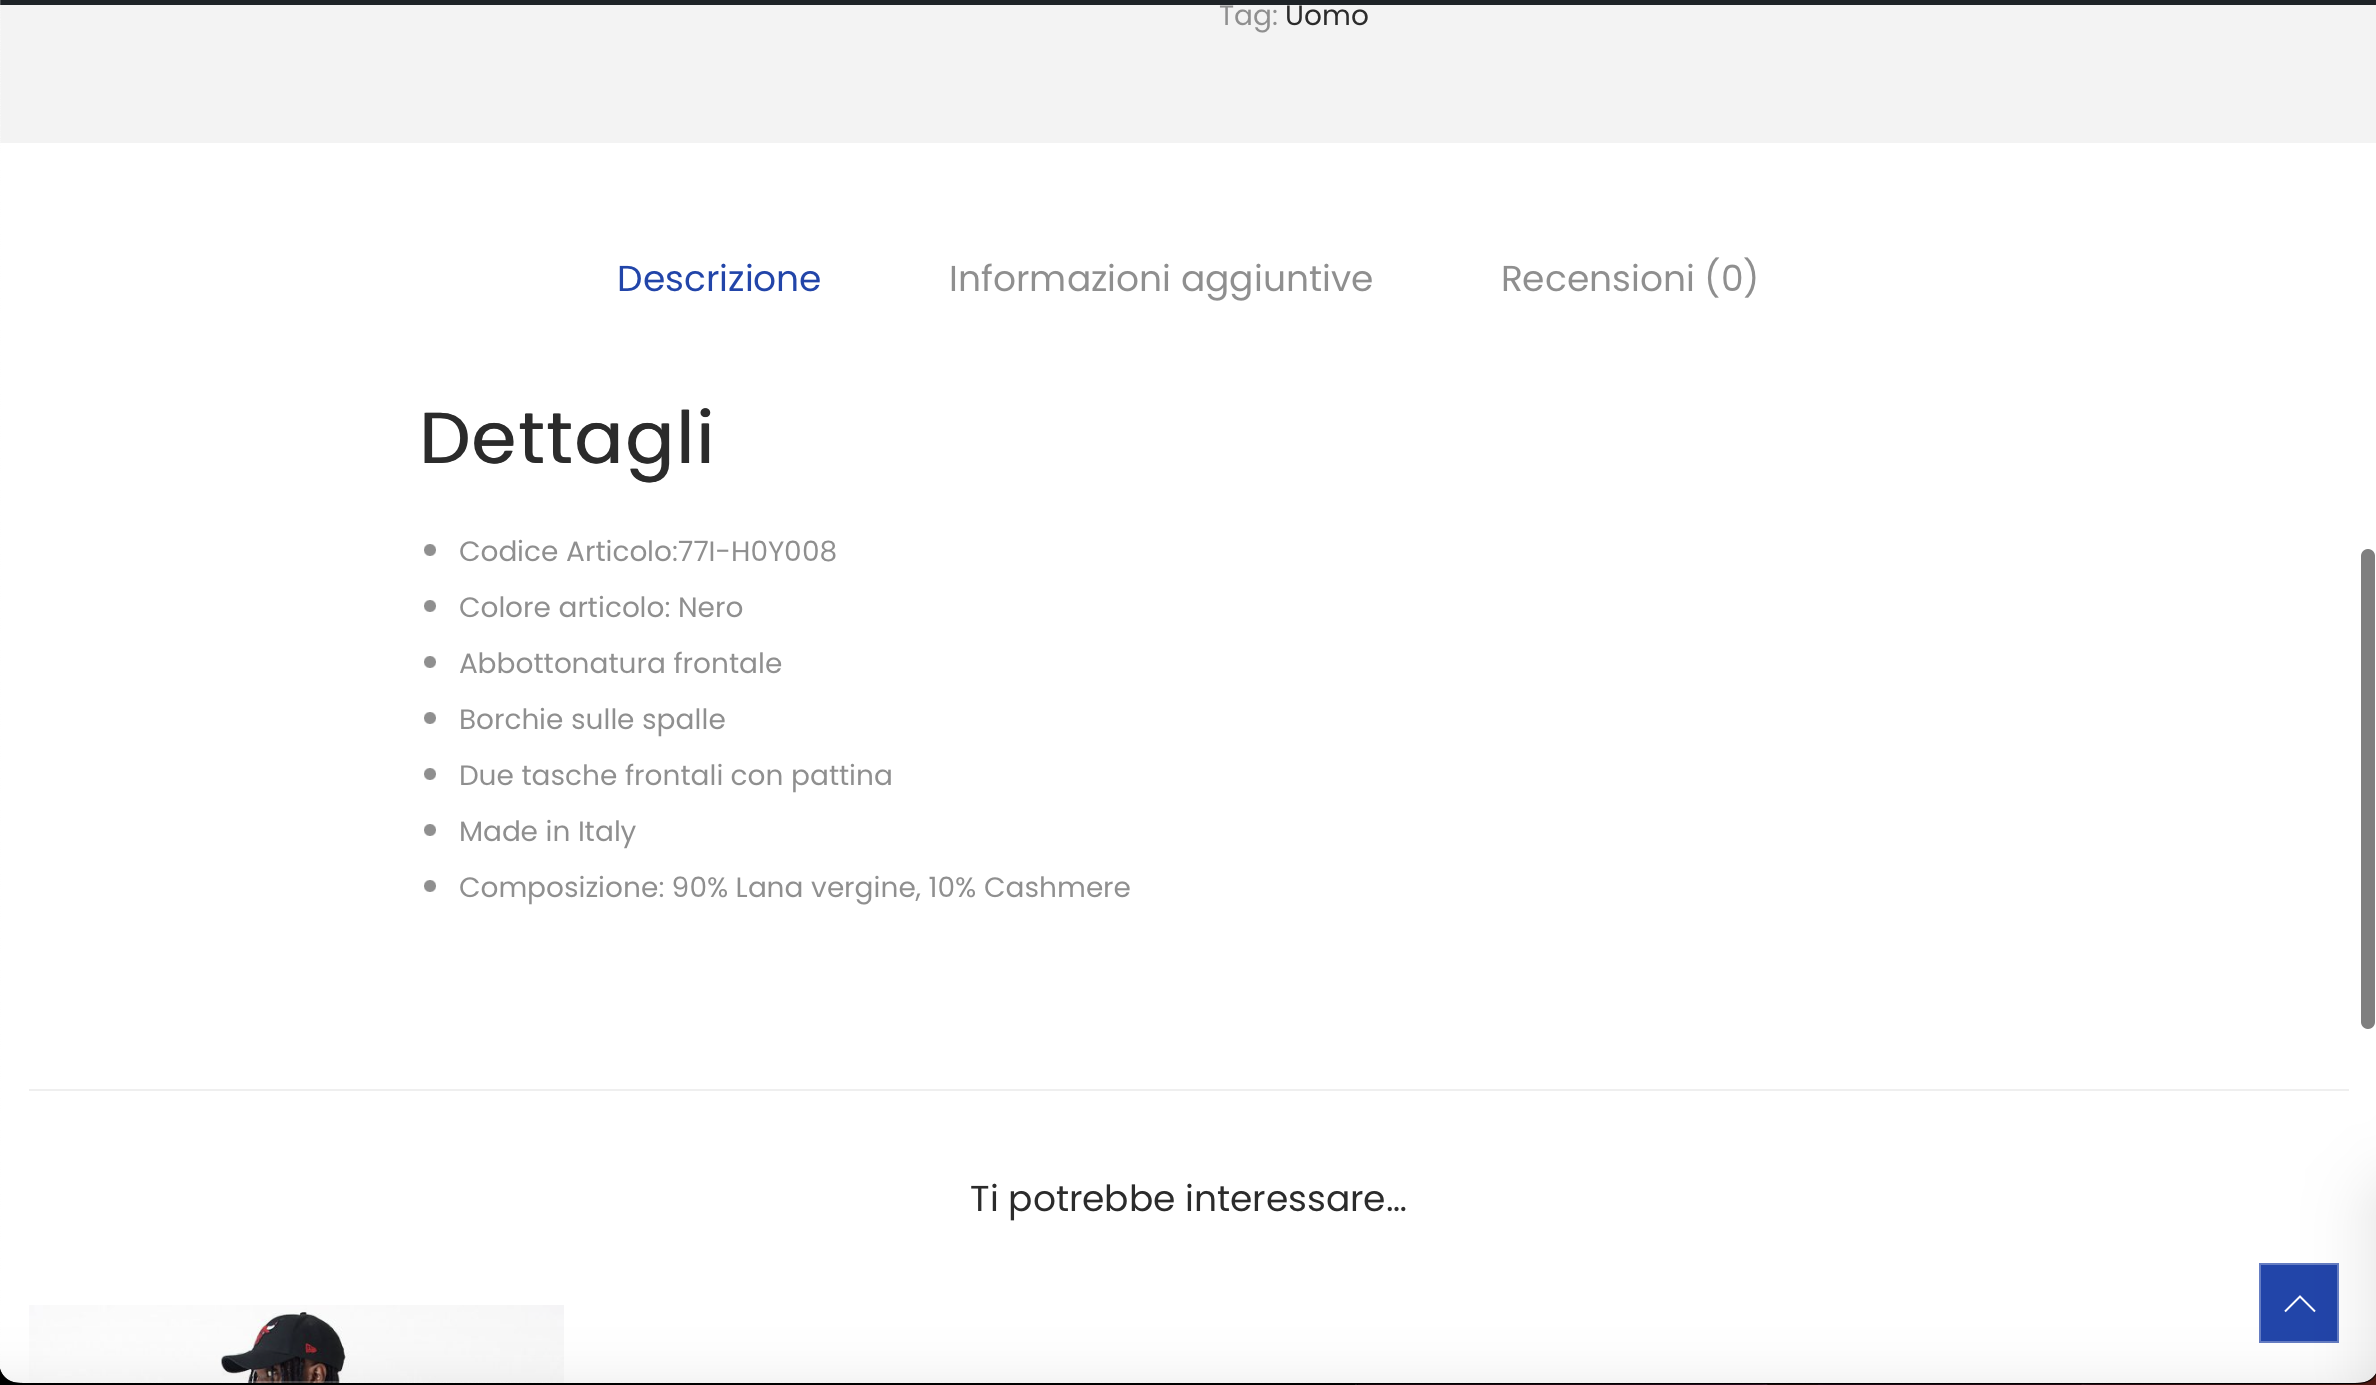 Tag: Uomo
Descrizione
Informazioni aggiuntive
Recensioni (0)
Dettagli
Codice Articolo:77I-H0Y008
Colore articolo: Nero
Abbottonatura frontale
Borchie sulle spalle
Due tasche frontali con pattina
Made in Italy
Composizione: 90% Lana vergine, 10% Cashmere
Ti potrebbe interessare…